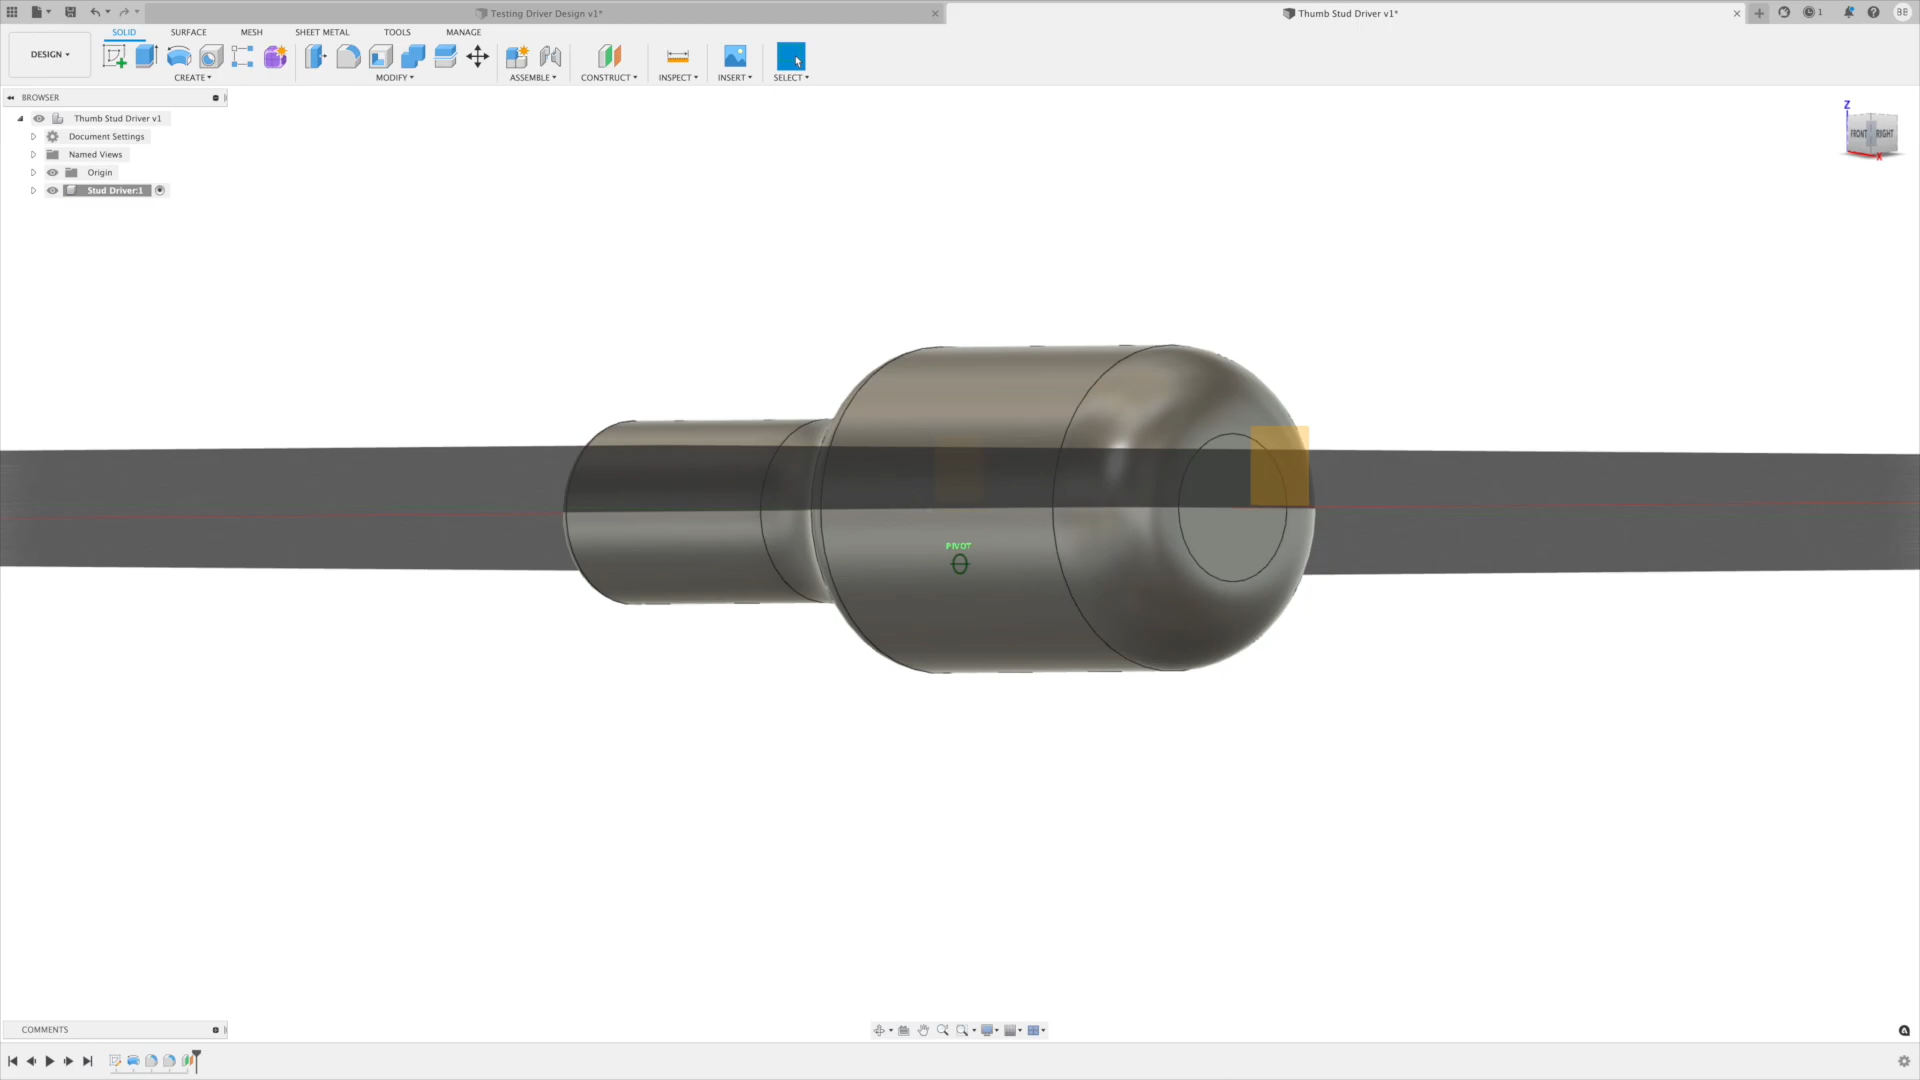 Testing Driver Design v1*
Thumb Stud Driver v1*
1
BE
SOLID
SURFACE
MESH
SHEET METAL
TOOLS
MANAGE
DESIGN
CREATE
MODIFY
ASSEMBLE
CONSTRUCT
INSPECT
INSERT
SELECT
BROWSER
Thumb Stud Driver v1
Document Settings
Named Views
Origin
Stud Driver:1
Z
FRONT
RIGHT
X
PIVOT
COMMENTS